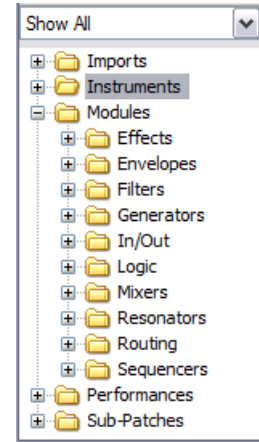 Show All
Imports
Instruments
Modules
Effects
Envelopes
Filters
Generators
In/Out
Logic
Mixers
Resonators
Routing
Sequencers
Performances
Sub-Patches